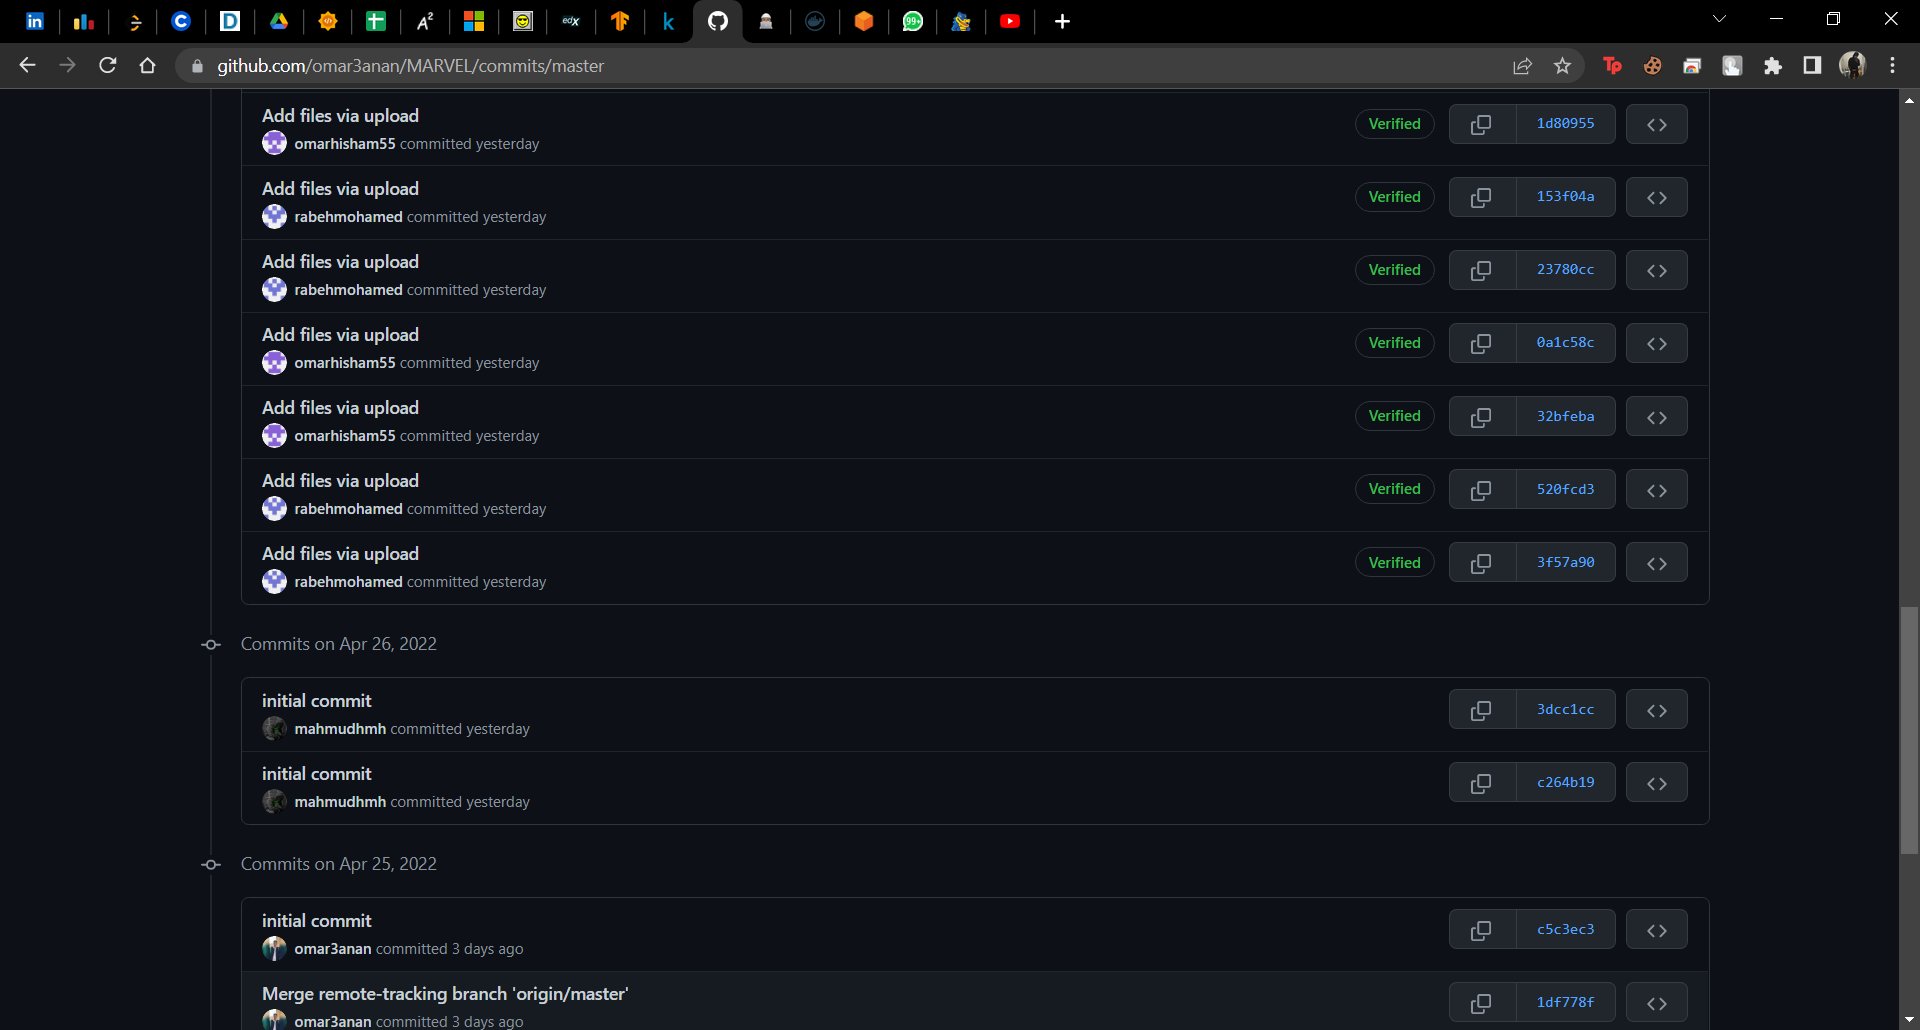 in
C
D
A²
edX
k
99+
github.com/omar3anan/MARVEL/commits/master
Tp
Add files via upload
omarhisham55 committed yesterday
Verified
1d80955
Add files via upload
rabehmohamed committed yesterday
Verified
153f04a
Add files via upload
rabehmohamed committed yesterday
Verified
23780cc
Add files via upload
omarhisham55 committed yesterday
Verified
0a1c58c
Add files via upload
omarhisham55 committed yesterday
Verified
32bfeba
Add files via upload
rabehmohamed committed yesterday
Verified
520fcd3
Add files via upload
rabehmohamed committed yesterday
Verified
3f57a90
Commits on Apr 26, 2022
initial commit
mahmudhmh committed yesterday
3dcc1cc
initial commit
mahmudhmh committed yesterday
c264b19
Commits on Apr 25, 2022
initial commit
omar3anan committed 3 days ago
c5c3ec3
Merge remote-tracking branch 'origin/master'
omar3anan committed 3 days ago
1df778f